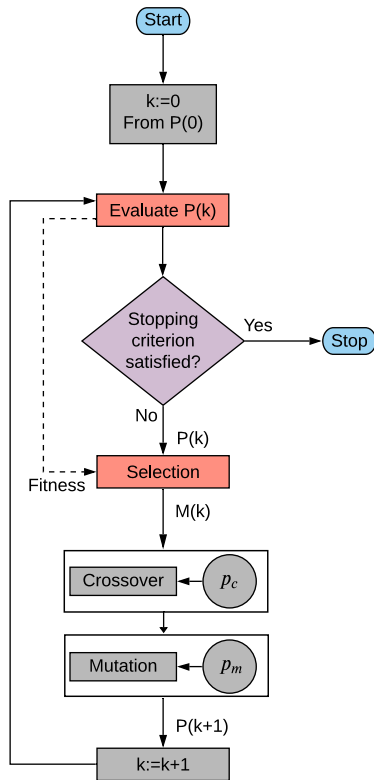 Start
k:=0
From P(0)
Evaluate P(k)
Stopping
criterion
satisfied?
Yes
Stop
No
P(k)
Selection
Fitness
M(k)
Crossover
p_c
Mutation
p_m
P(k+1)
k:=k+1